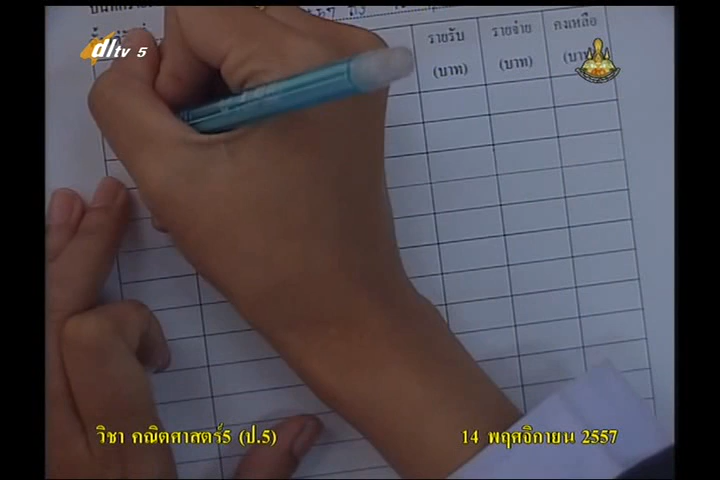 dltv 5
รายรับ รายจ่าย คงเหลือ
(บาท) (บาท)
วิชา คณิตศาสตร์5 (ป.5) 14 พฤศจิกายน 2557